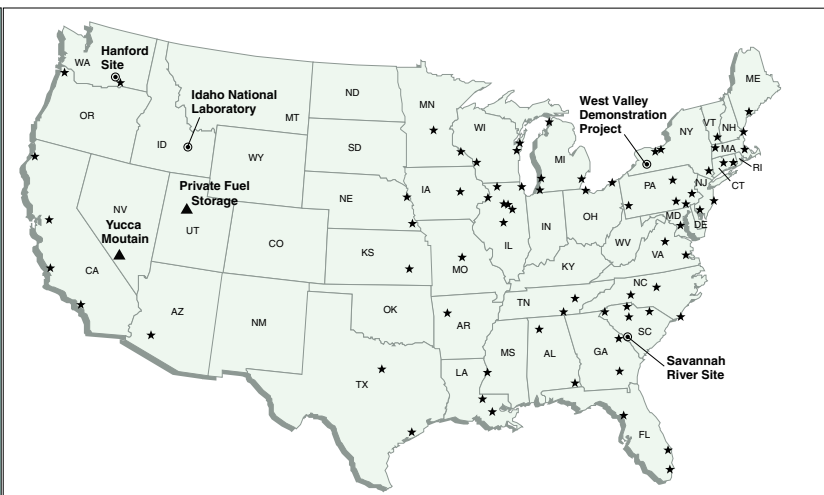 Hanford
Site
WA
Idaho National
Laboratory
OR
ID
MT
ND
MN
SD
WY
WI
MI
West Valley
Demonstration
Project
NY
VT
NH
ME
MA
RI
CT
Private Fuel
Storage
Yucca
Moutain
NV
UT
CA
NE
IA
IL
IN
OH
PA
NJ
MD
DE
CO
KS
MO
KY
WV
VA
AZ
NM
OK
AR
TN
NC
SC
MS
AL
GA
Savannah
River Site
TX
LA
FL